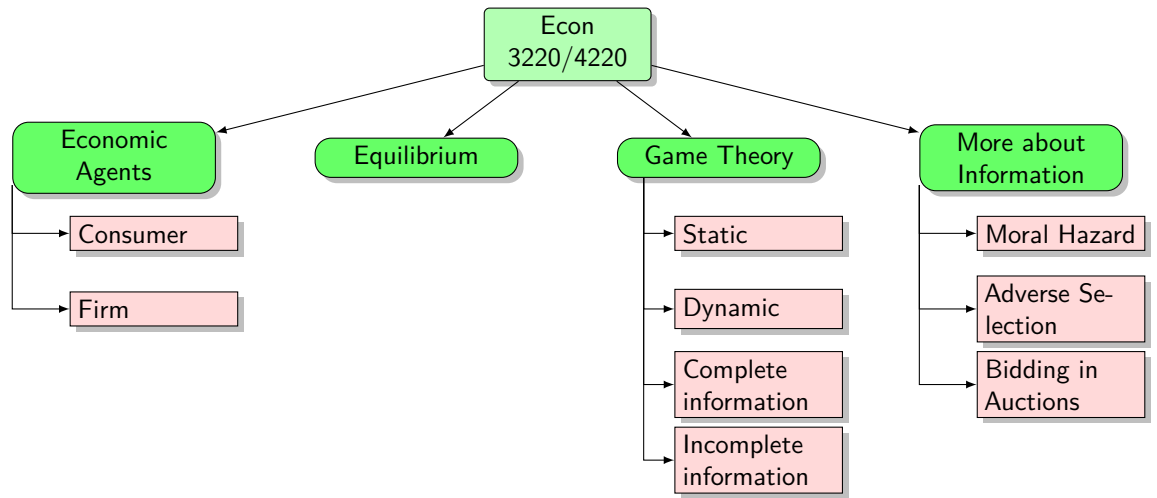 Econ
3220/4220
Economic
Agents
Equilibrium
Game Theory
More about
Information
Consumer
Firm
Static
Dynamic
Complete
information
Incomplete
information
Moral Hazard
Adverse Se-
lection
Bidding in
Auctions